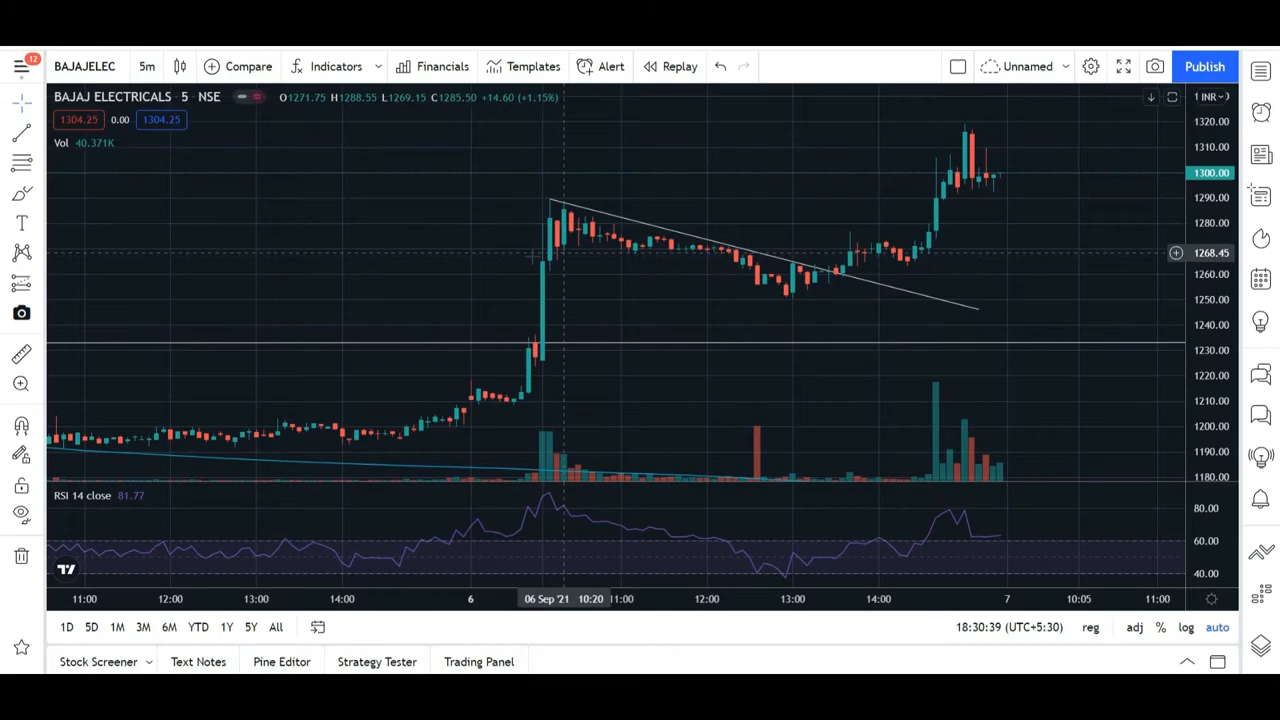 12
BAJAJELEC 5m Compare Indicators Financials Templates Alert Replay Unnamed Publish
BAJAJ ELECTRICALS · 5 · NSE O1271.75 H1288.55 L1269.15 C1285.50 +14.60 (+1.15%)
1304.25 0.00 1304.25
Vol 40.371K
INR
1320.00
1310.00
1300.00
1290.00
1280.00
1270.00
1268.45
1260.00
1250.00
1240.00
1230.00
1220.00
1210.00
1200.00
1190.00
1180.00
RSI 14 close 81.77
80.00
60.00
40.00
11:00 12:00 13:00 14:00 6 06 Sep '21 10:20 11:00 12:00 13:00 14:00 7 10:05 11:00
1D 5D 1M 3M 6M YTD 1Y 5Y All 18:30:39 (UTC+5:30) reg adj % log auto
Stock Screener Text Notes Pine Editor Strategy Tester Trading Panel